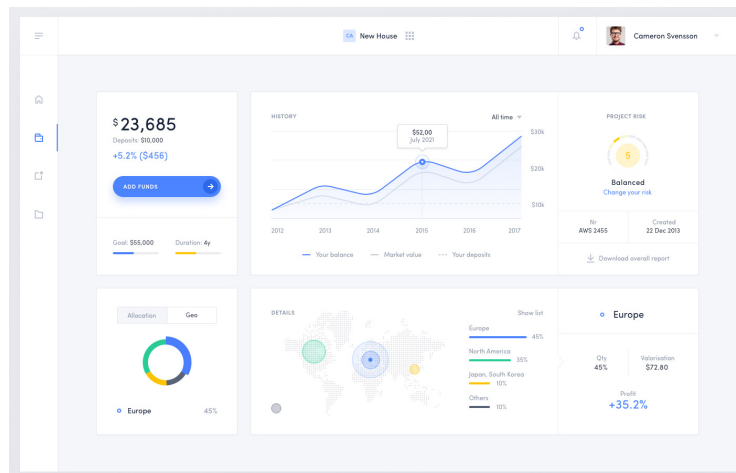 CA New House
Cameron Svensson
$23,685
Deposits: $10,000
+5.2% ($456)
ADD FUNDS
Goal: $55,000 Duration: 4y
HISTORY
All time
$52,00
July 2021
$30k
$20k
$10k
2012 2013 2014 2015 2016 2017
Your balance Market value Your deposits
PROJECT RISK
5
Balanced
Change your risk
Nr
AWS 2455
Created
22 Dec 2013
Download overall report
Allocation Geo
Europe 45%
DETAILS
Show list
Europe
45%
North America
35%
Japan, South Korea
10%
Others
10%
Europe
Qty
45%
Valorisation
$72,80
Profit
+35.2%